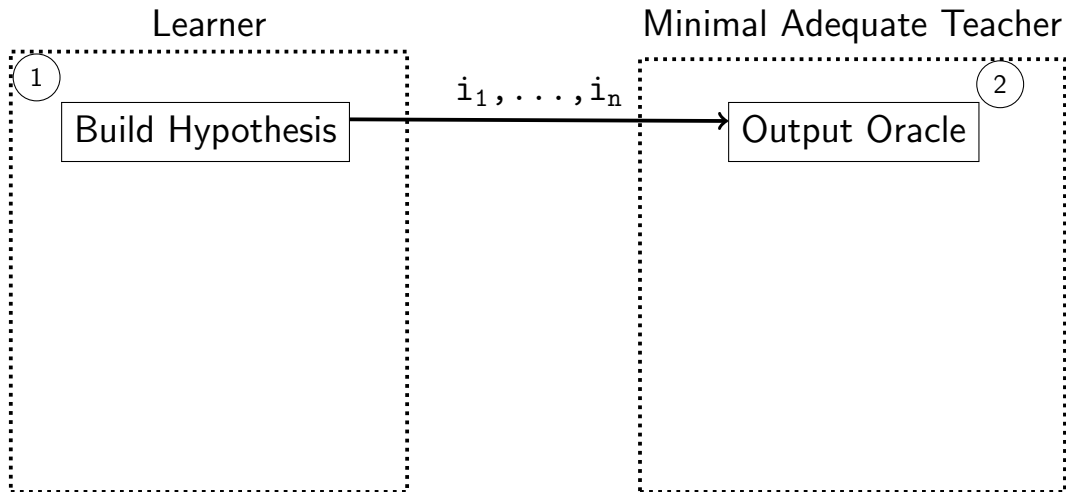 Learner
Minimal Adequate Teacher
1
2
i₁,...,iₙ
Build Hypothesis
Output Oracle